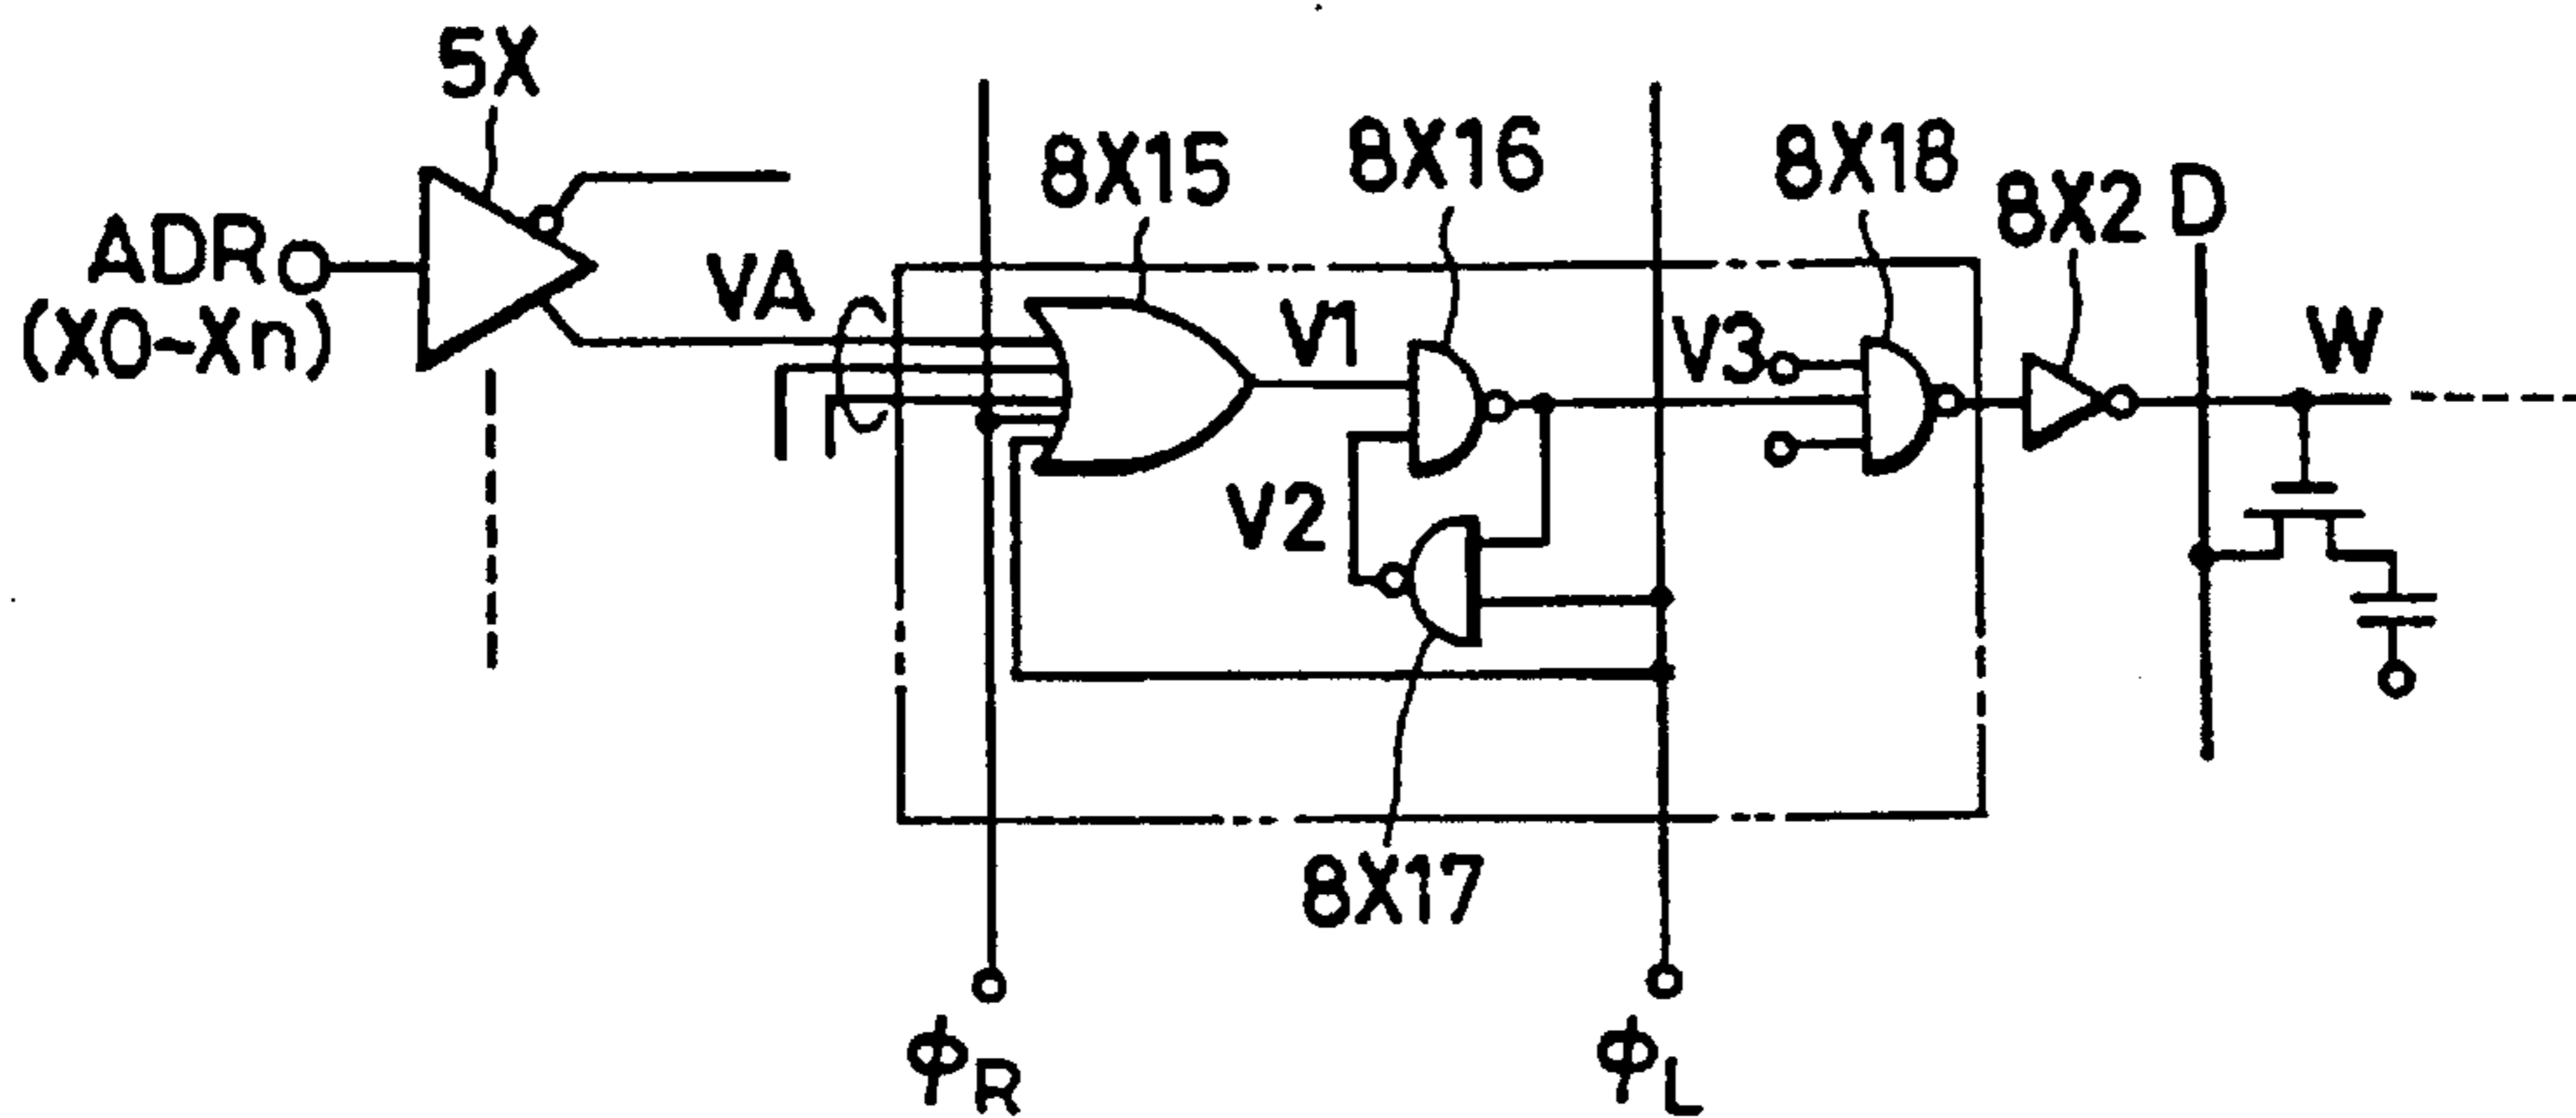 5X
8X15
8X16
8X18
8X2
D
ADR
(X0~Xn)
VA
V1
V3
W
V2
8X17
ϕR
ϕL